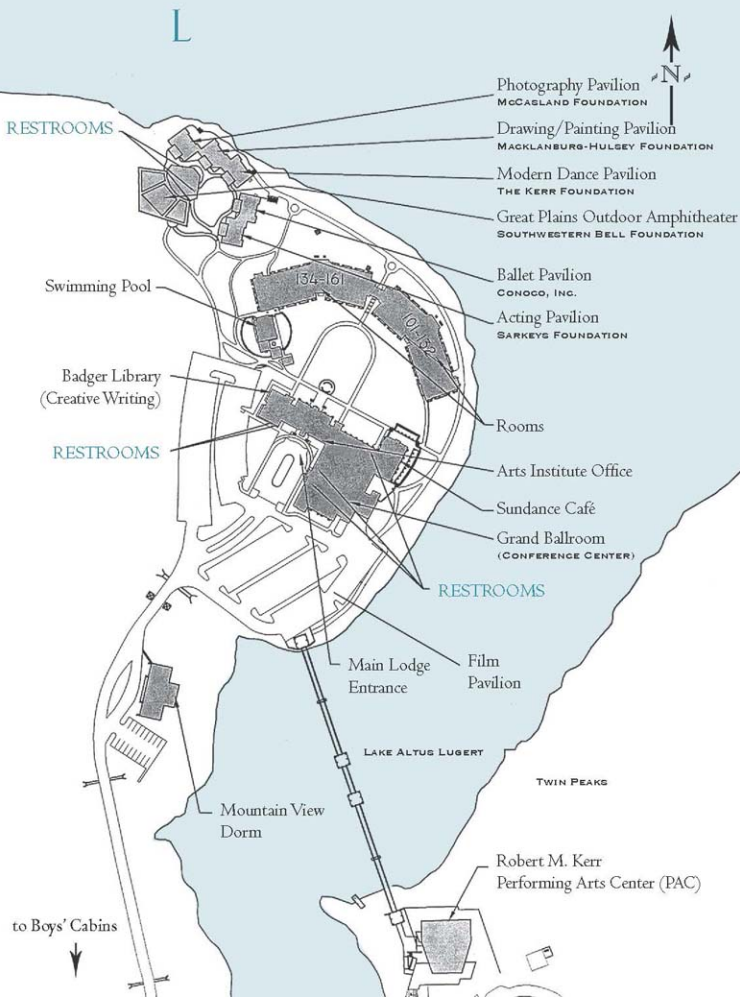 L
N
Photography Pavilion
McCasland Foundation
RESTROOMS
Drawing/Painting Pavilion
Macklanburg-Hulsey Foundation
Modern Dance Pavilion
The Kerr Foundation
Great Plains Outdoor Amphitheater
Southwestern Bell Foundation
Ballet Pavilion
Conoco, Inc.
134-161
Swimming Pool
Acting Pavilion
Sarkeys Foundation
101-132
Badger Library
(Creative Writing)
Rooms
RESTROOMS
Arts Institute Office
Sundance Café
Grand Ballroom
(Conference Center)
RESTROOMS
Main Lodge
Entrance
Film
Pavilion
Lake Altus Lugert
Twin Peaks
Mountain View
Dorm
Robert M. Kerr
Performing Arts Center (PAC)
to Boys' Cabins